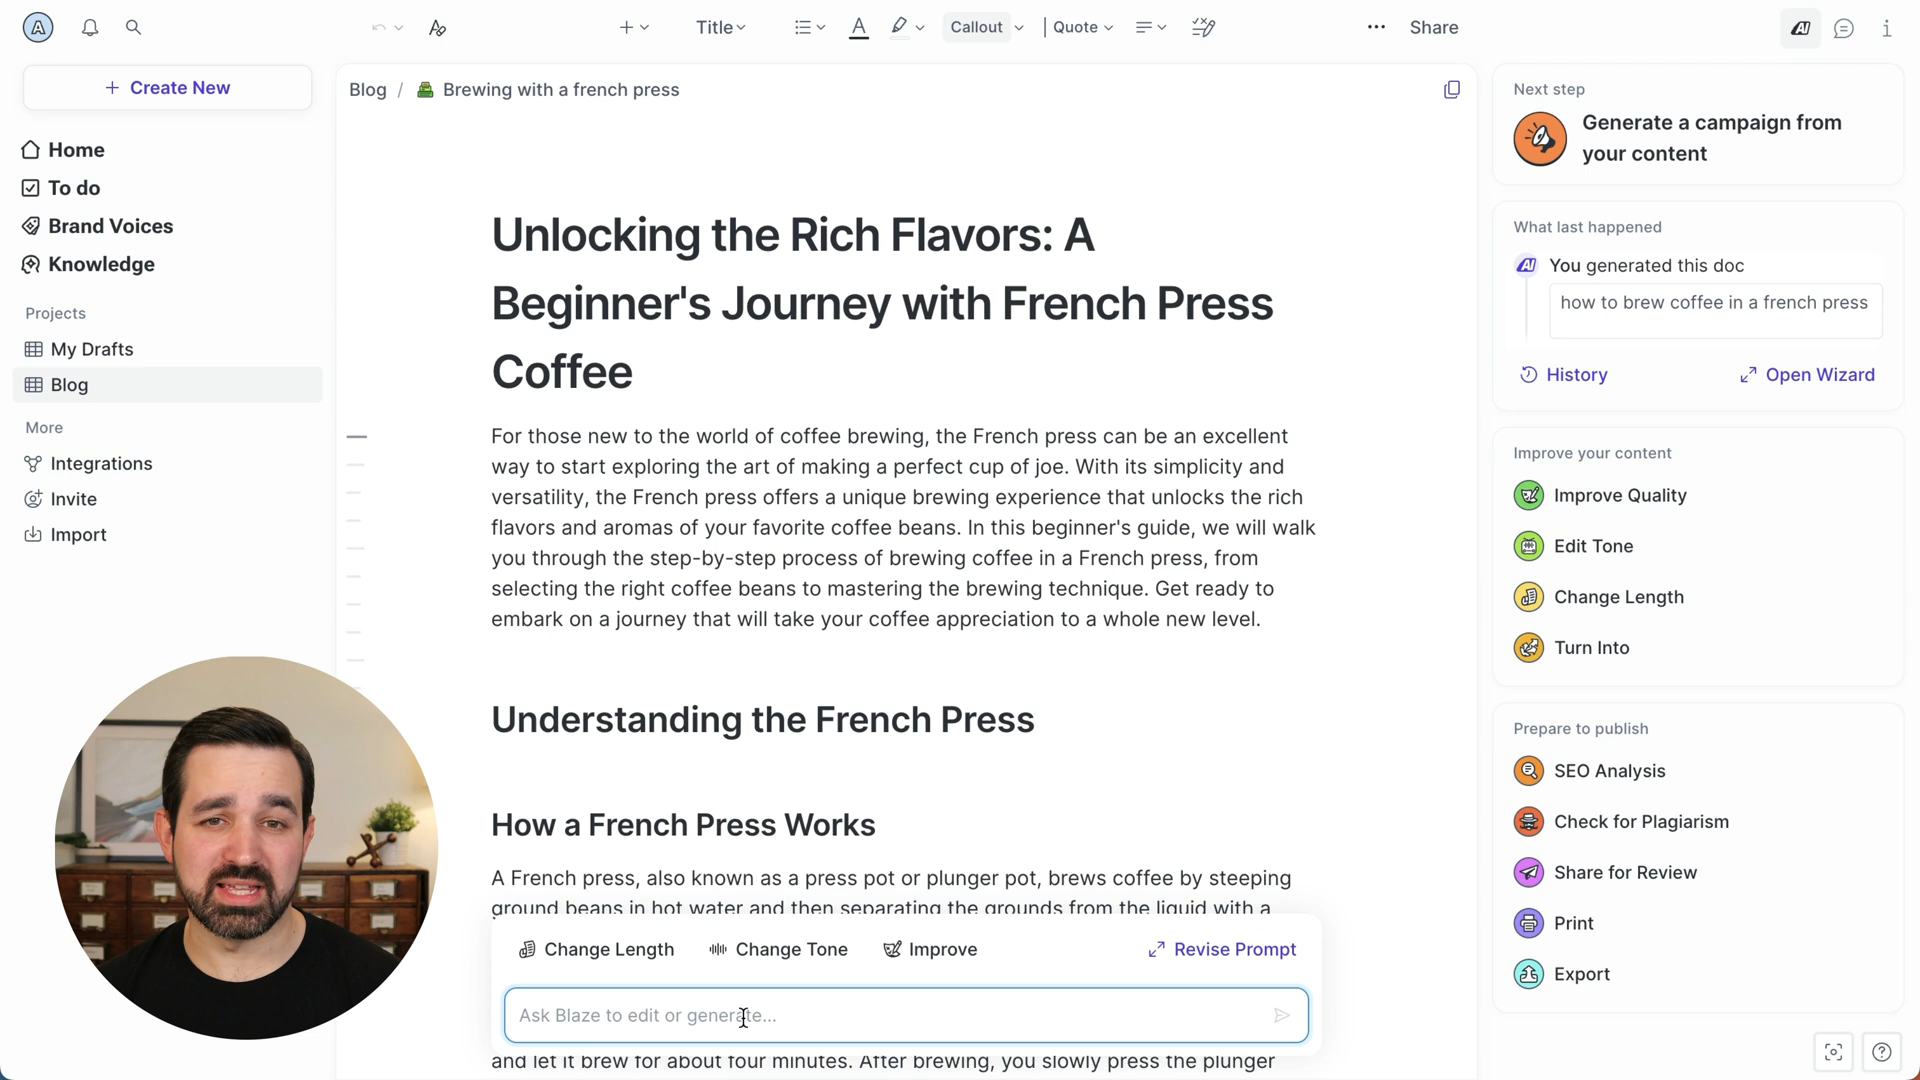 A
Title
A
Callout
Quote
Share
AI
Create New
Home
To do
Brand Voices
Knowledge
Projects
My Drafts
Blog
More
Integrations
Invite
Import
Blog / Brewing with a french press
Unlocking the Rich Flavors: A
Beginner's Journey with French Press
Coffee
For those new to the world of coffee brewing, the French press can be an excellent
way to start exploring the art of making a perfect cup of joe. With its simplicity and
versatility, the French press offers a unique brewing experience that unlocks the rich
flavors and aromas of your favorite coffee beans. In this beginner's guide, we will walk
you through the step-by-step process of brewing coffee in a French press, from
selecting the right coffee beans to mastering the brewing technique. Get ready to
embark on a journey that will take your coffee appreciation to a whole new level.
Understanding the French Press
How a French Press Works
A French press, also known as a press pot or plunger pot, brews coffee by steeping
ground beans in hot water and then separating the grounds from the liquid with a
Change Length
Change Tone
Improve
Revise Prompt
Ask Blaze to edit or generate...
and let it brew for about four minutes. After brewing, you slowly press the plunger
Next step
Generate a campaign from
your content
What last happened
AI
You generated this doc
how to brew coffee in a french press
History
Open Wizard
Improve your content
Improve Quality
Edit Tone
Change Length
Turn Into
Prepare to publish
SEO Analysis
Check for Plagiarism
Share for Review
Print
Export